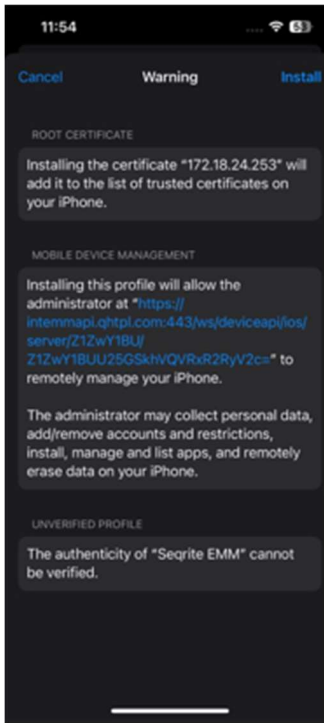 11:54
53
Cancel
Warning
Install
ROOT CERTIFICATE
Installing the certificate "172.18.24.253" will
add it to the list of trusted certificates on
your iPhone.
MOBILE DEVICE MANAGEMENT
Installing this profile will allow the
administrator at "https://
intemmapi.qhtpl.com:443/ws/deviceapi/ios/
server/Z1ZwY1BU/
Z1ZwY1BUU25GSkhVQVRxR2RyV2c=" to
remotely manage your iPhone.
The administrator may collect personal data,
add/remove accounts and restrictions,
install, manage and list apps, and remotely
erase data on your iPhone.
UNVERIFIED PROFILE
The authenticity of "Seqrite EMM" cannot
be verified.